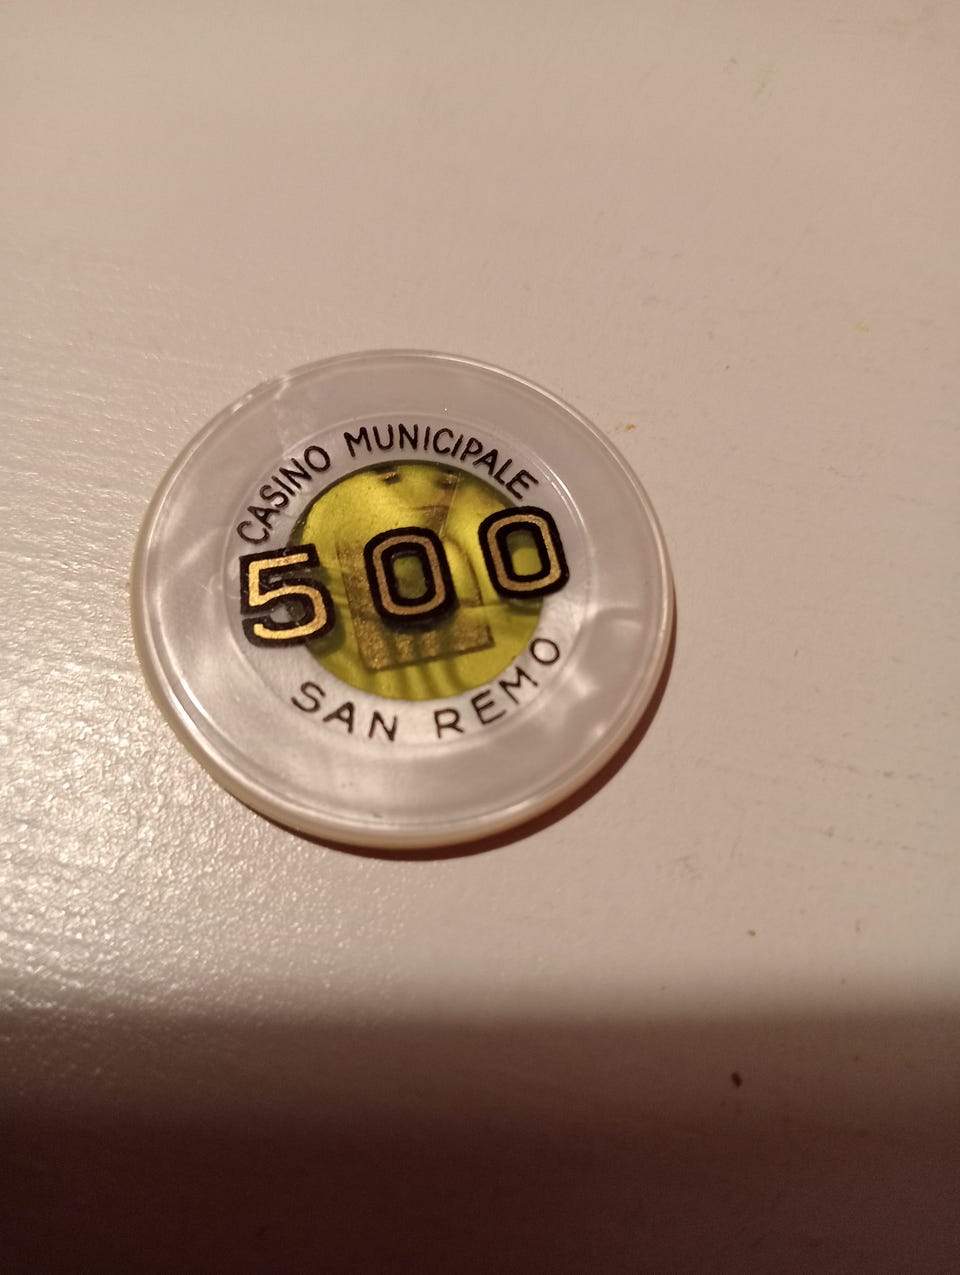 CASINO MUNICIPALE
500
SAN REMO